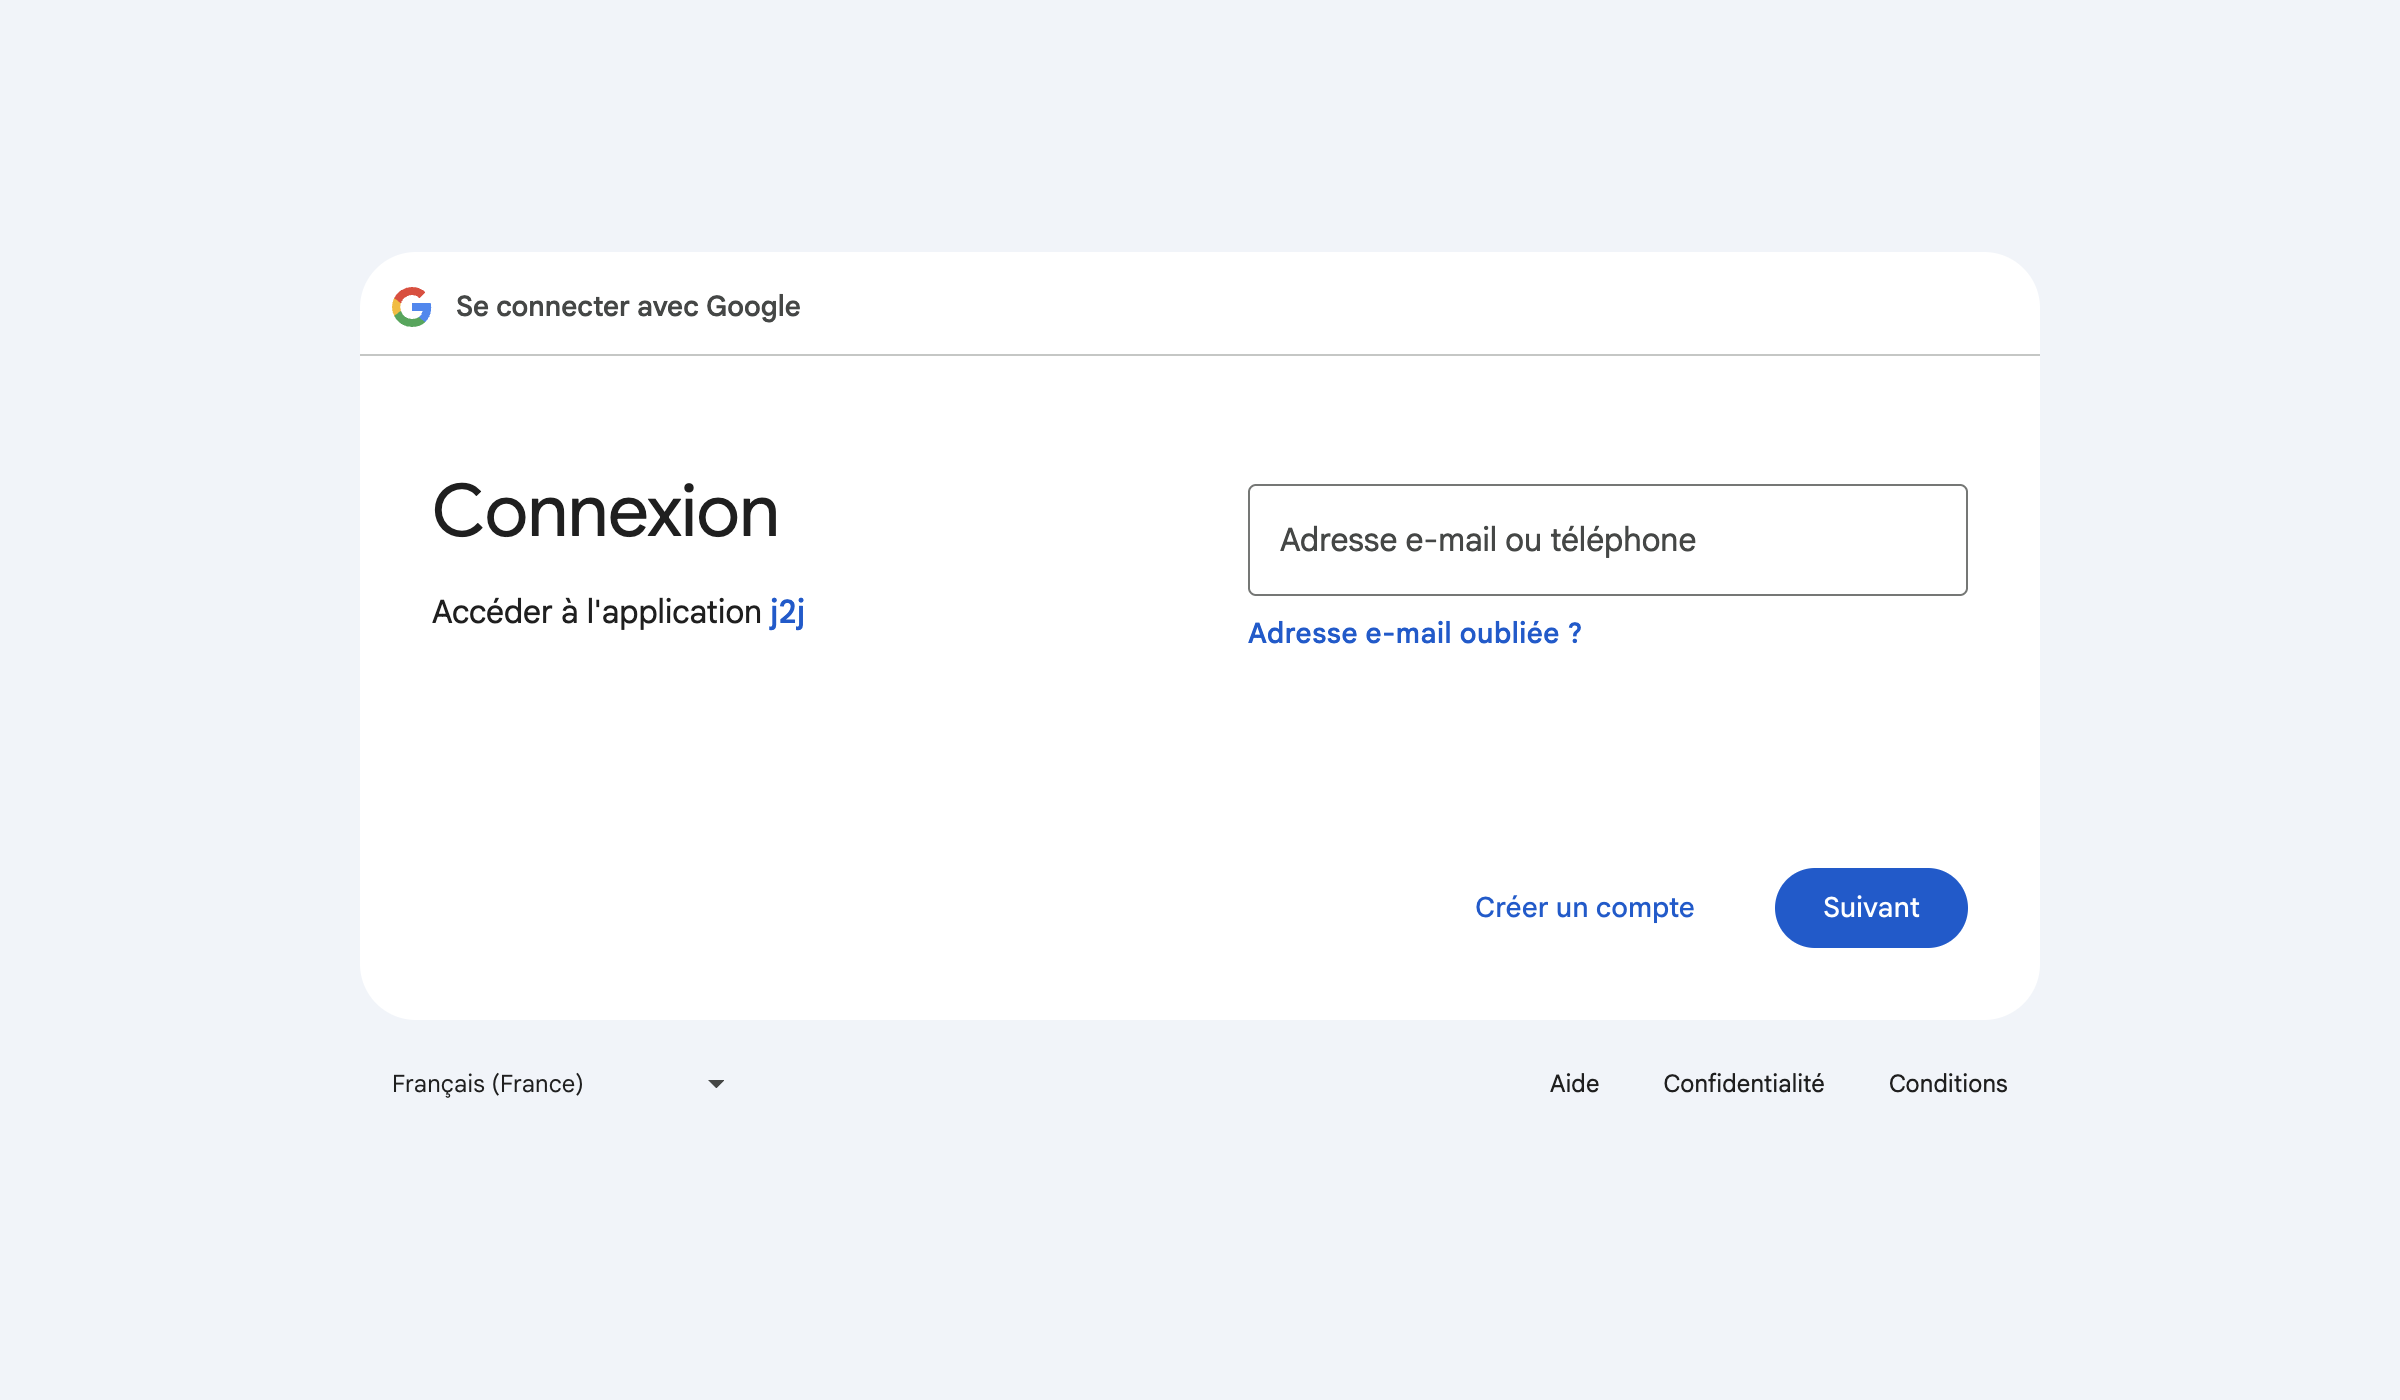 Se connecter avec Google
Connexion
Accéder à l'application j2j
Adresse e-mail ou téléphone
Adresse e-mail oubliée ?
Créer un compte
Suivant
Français (France)
Aide
Confidentialité
Conditions